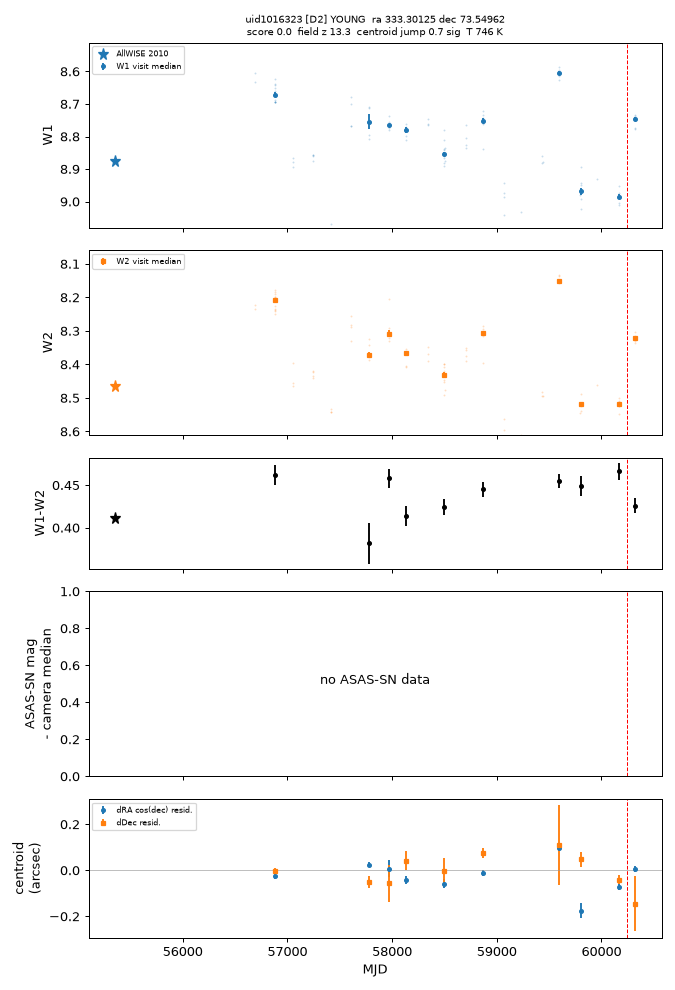 uid1016323 [D2] YOUNG  ra 333.30125 dec 73.54962
score 0.0  field z 13.3  centroid jump 0.7 sig  T 746 K
AllWISE 2010
W1 visit median
8.6
8.7
8.8
8.9
9.0
W1
W2 visit median
8.1
8.2
8.3
8.4
8.5
8.6
W2
0.45
0.40
W1-W2
1.0
0.8
0.6
0.4
0.2
0.0
ASAS-SN mag
- camera median
no ASAS-SN data
dRA cos(dec) resid.
dDec resid.
0.2
0.0
−0.2
centroid
(arcsec)
56000
57000
58000
59000
60000
MJD